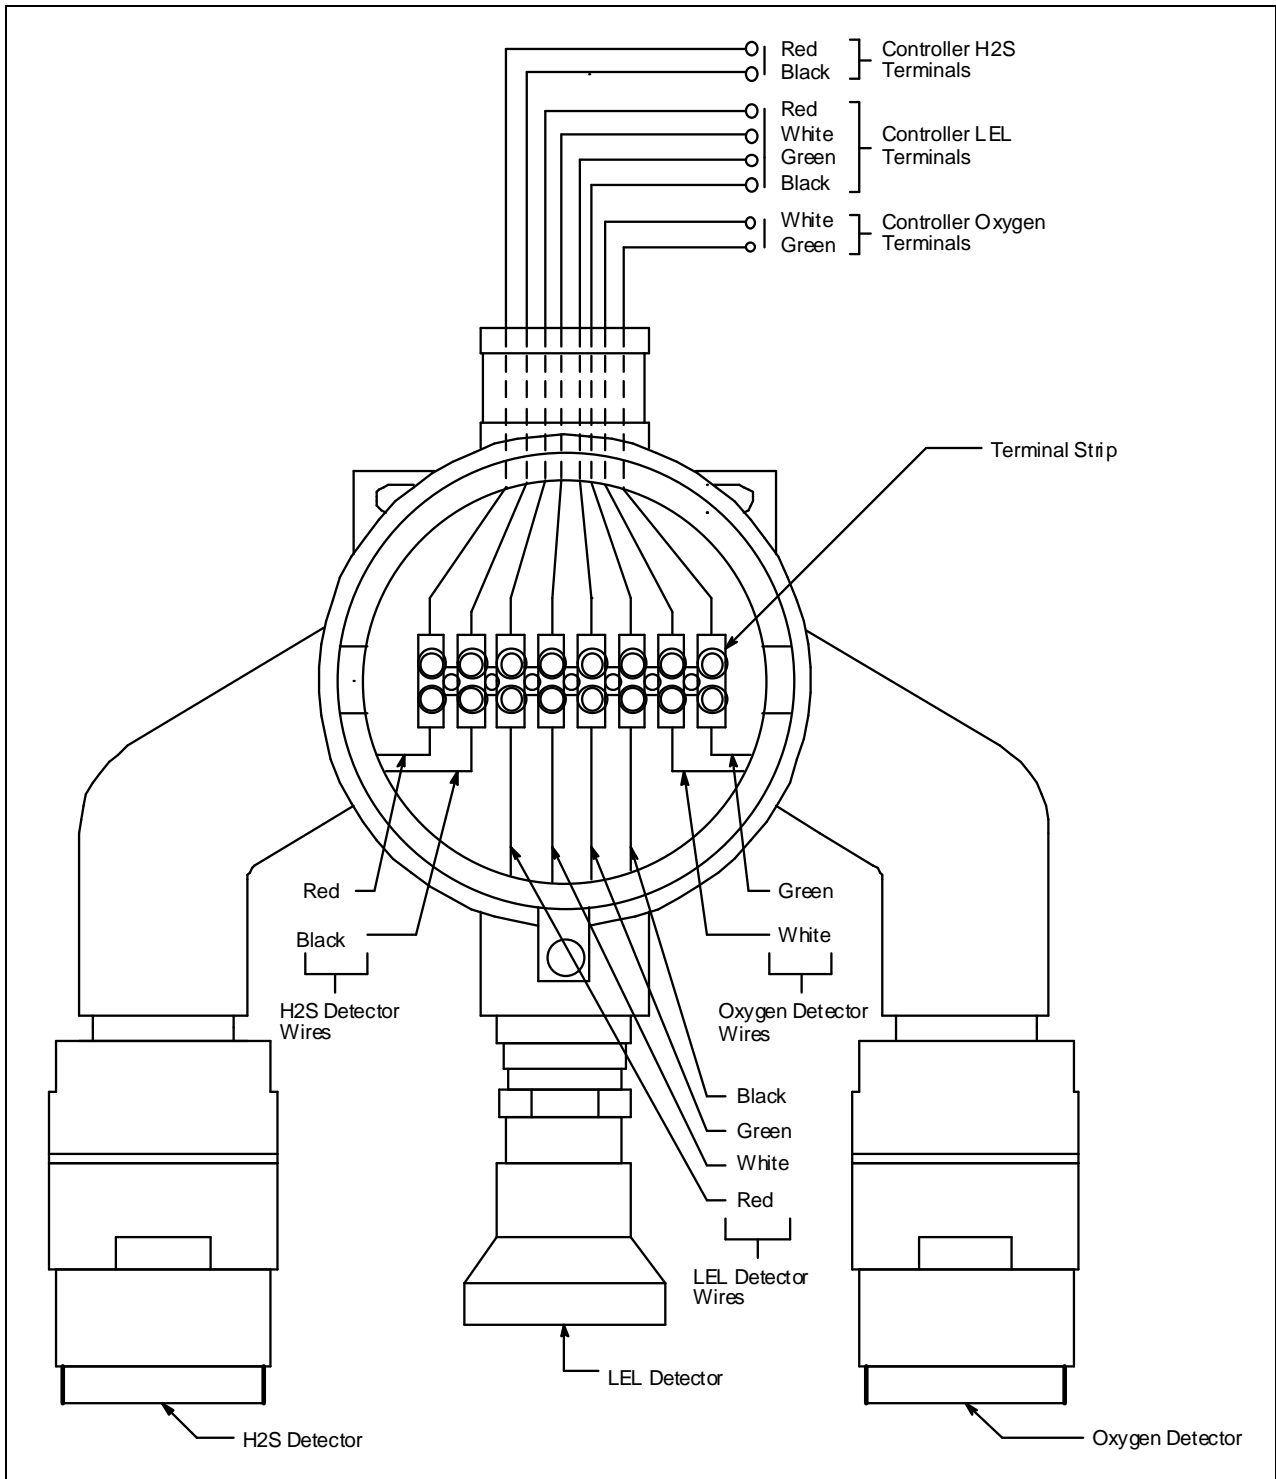 Red
Black
Controller H2S
Terminals
Red
White
Green
Black
Controller LEL
Terminals
White
Green
Controller Oxygen
Terminals
Terminal Strip
Red
Black
H2S Detector
Wires
Green
White
Oxygen Detector
Wires
Black
Green
White
Red
LEL Detector
Wires
LEL Detector
H2S Detector
Oxygen Detector